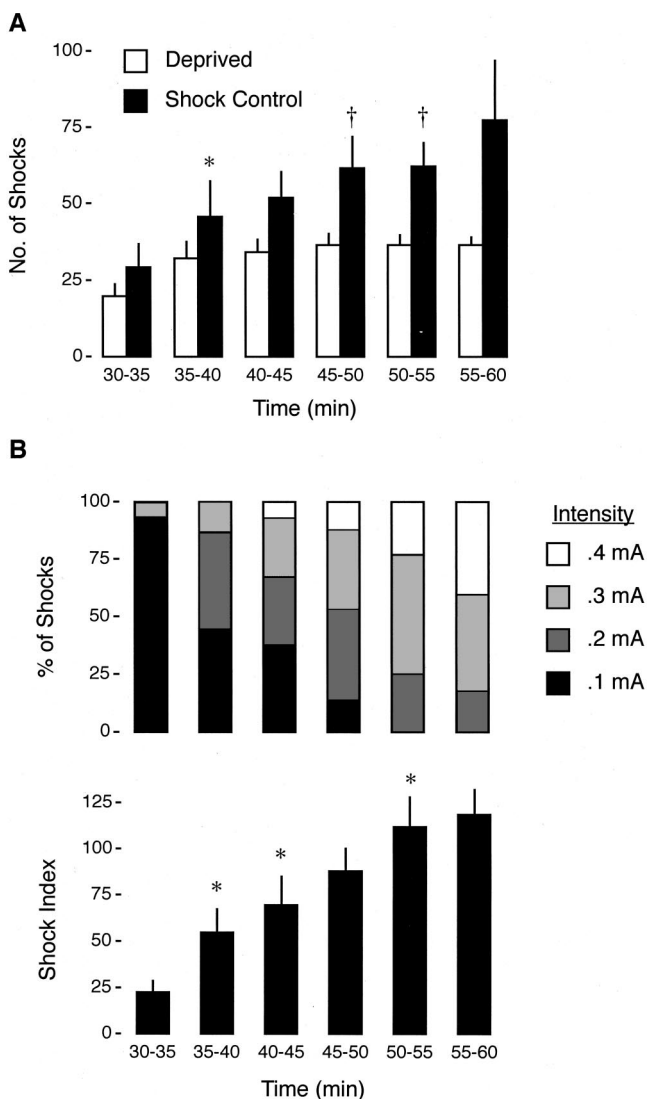 A
100
75
50
25
0
No. of Shocks
Deprived
Shock Control
*
†
†
30-35 35-40 40-45 45-50 50-55 55-60
Time (min)
B
100
75
50
25
0
% of Shocks
Intensity
.4 mA
.3 mA
.2 mA
.1 mA
125
100
75
50
25
0
Shock Index
*
*
*
30-35 35-40 40-45 45-50 50-55 55-60
Time (min)